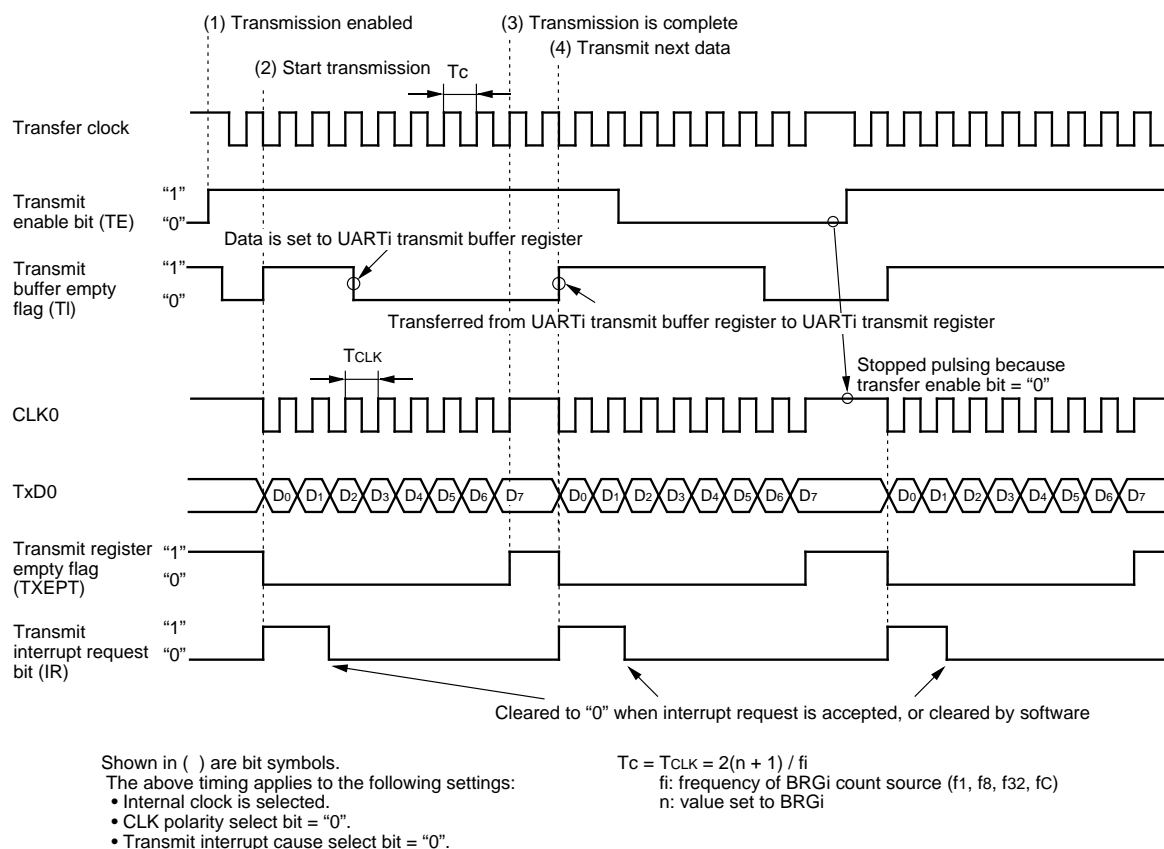 (1) Transmission enabled
(3) Transmission is complete
(4) Transmit next data
(2) Start transmission
Tc
Transfer clock
Transmit
enable bit (TE)
“1”
“0”
Data is set to UARTi transmit buffer register
Transmit
buffer empty
flag (TI)
“1”
“0”
Transferred from UARTi transmit buffer register to UARTi transmit register
TCLK
Stopped pulsing because
transfer enable bit = “0”
CLK0
TxD0
D0 D1 D2 D3 D4 D5 D6 D7 D0 D1 D2 D3 D4 D5 D6 D7 D0 D1 D2 D3 D4 D5 D6 D7
Transmit register
empty flag
(TXEPT)
“1”
“0”
Transmit
interrupt request
bit (IR)
“1”
“0”
Cleared to “0” when interrupt request is accepted, or cleared by software
Shown in ( ) are bit symbols.
The above timing applies to the following settings:
• Internal clock is selected.
• CLK polarity select bit = “0”.
• Transmit interrupt cause select bit = “0”.
Tc = TCLK = 2(n + 1) / fi
fi: frequency of BRGi count source (f1, f8, f32, fC)
n: value set to BRGi